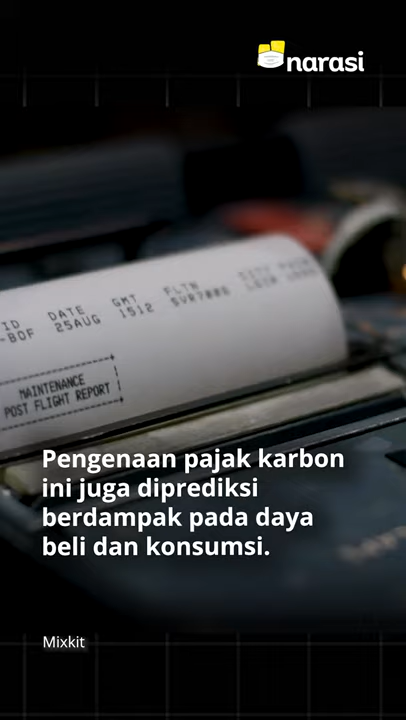 narasi
ID DATE GMT FLTN
-BOF 25AUG 1512 SVR7885
MAINTENANCE
POST FLIGHT REPORT
Pengenaan pajak karbon
ini juga diprediksi
berdampak pada daya
beli dan konsumsi.
Mixkit